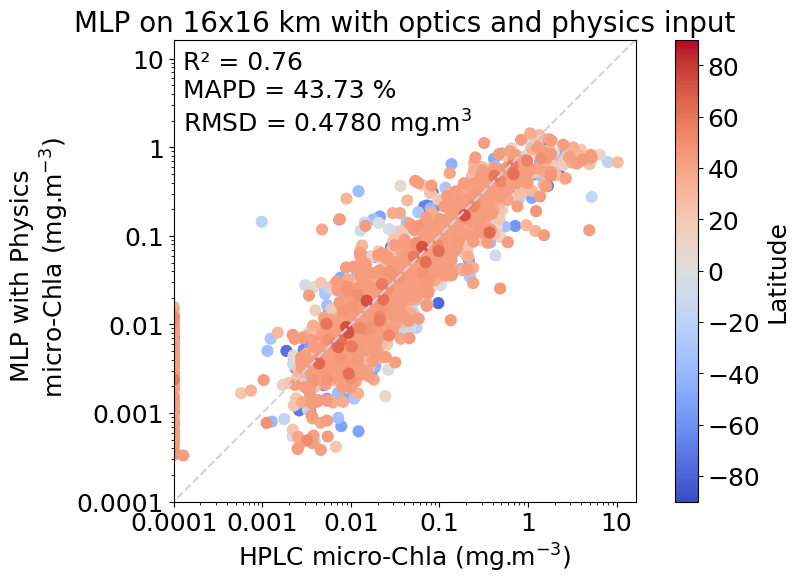 MLP on 16x16 km with optics and physics input
R² = 0.76
MAPD = 43.73 %
RMSD = 0.4780 mg.m³
MLP with Physics
micro-Chla (mg.m⁻³)
10
1
0.1
0.01
0.001
0.0001
0.0001 0.001 0.01 0.1 1 10
HPLC micro-Chla (mg.m⁻³)
80
60
40
20
0
−20
−40
−60
−80
Latitude